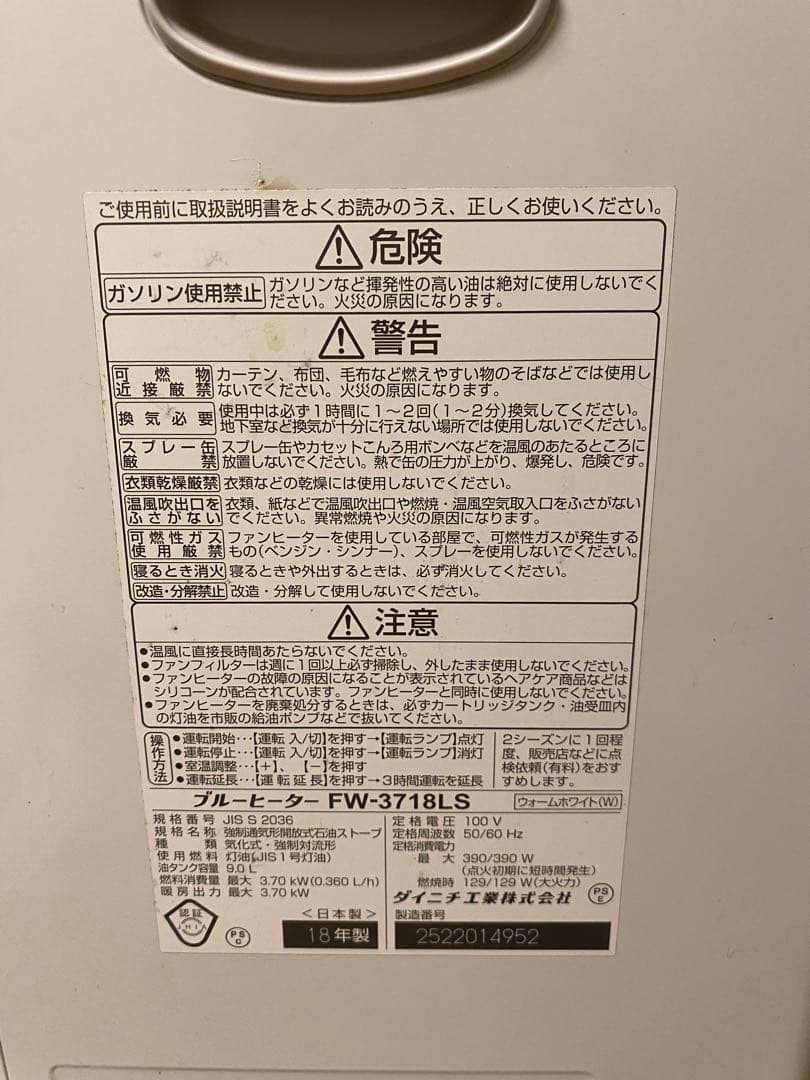 ご使用前に取扱説明書をよくお読みのうえ、正しくお使いください。
危険
ガソリン使用禁止 ガソリンなど揮発性の高い油は絶対に使用しないでく
ださい。火災の原因になります。
警告
可燃物
近接厳禁
カーテン、布団、毛布など燃えやすい物のそばなどでは使用し
ないでください。火災の原因になります。
換気必要
使用中は必ず1時間に1~2回(1~2分)換気してください。
地下室など換気が十分に行えない場所では使用しないでください。
スプレー缶
厳禁
スプレー缶やカセットこんろ用ボンベなどを温風のあたるところに
放置しないでください。熱で缶の圧力が上がり、爆発し、危険です。
衣類乾燥厳禁 衣類などの乾燥には使用しないでください。
温風吹出口を
ふさがない
衣類、紙などで温風吹出口や燃焼・温風空気取入口をふさがない
でください。異常燃焼や火災の原因になります。
可燃性ガス
使用厳禁
ファンヒーターを使用している部屋で、可燃性ガスが発生する
もの(ベンジン・シンナー)、スプレーを使用しないでください。
寝るとき消火 寝るときや外出するときは、必ず消火してください。
改造・分解禁止 改造・分解して使用しないでください。
注意
●温風に直接長時間あたらないでください。
●ファンフィルターは週に1回以上必ず掃除し、外したまま使用しないでください。
●ファンヒーターの故障の原因になることが表示されているヘアケア商品などは
シリコーンが配合されています。ファンヒーターと同時に使用しないでください。
●ファンヒーターを廃棄処分するときは、必ずカートリッジタンク・油受皿内
の灯油を市販の給油ポンプなどで抜いてください。
操作方法
●運転開始…【運転 入/切】を押す→【運転ランプ】点灯
●運転停止…【運転 入/切】を押す→【運転ランプ】消灯
●室温調整…【+】、【−】を押す
●運転延長…【運転延長】を押す→3時間運転を延長
2シーズンに1回程
度、販売店などに点
検依頼(有料)をおす
すめします。
ブルーヒーター FW-3718LS ウォームホワイト(W)
規格番号 JIS S 2036
規格名称 強制通気形開放式石油ストーブ
種類 気化式・強制対流形
使用燃料 灯油(JIS1号灯油)
油タンク容量 9.0 L
燃料消費量 最大 3.70 kW(0.360 L/h)
暖房出力 最大 3.70 kW
定格電圧 100 V
定格周波数 50/60 Hz
定格消費電力
最大 390/390 W
(点火初期に短時間発生)
燃焼時 129/129 W(大火力)
ダイニチ工業株式会社
PS
E
認証
JHIA
PS
C
<日本製>
18年製
製造番号
2522014952